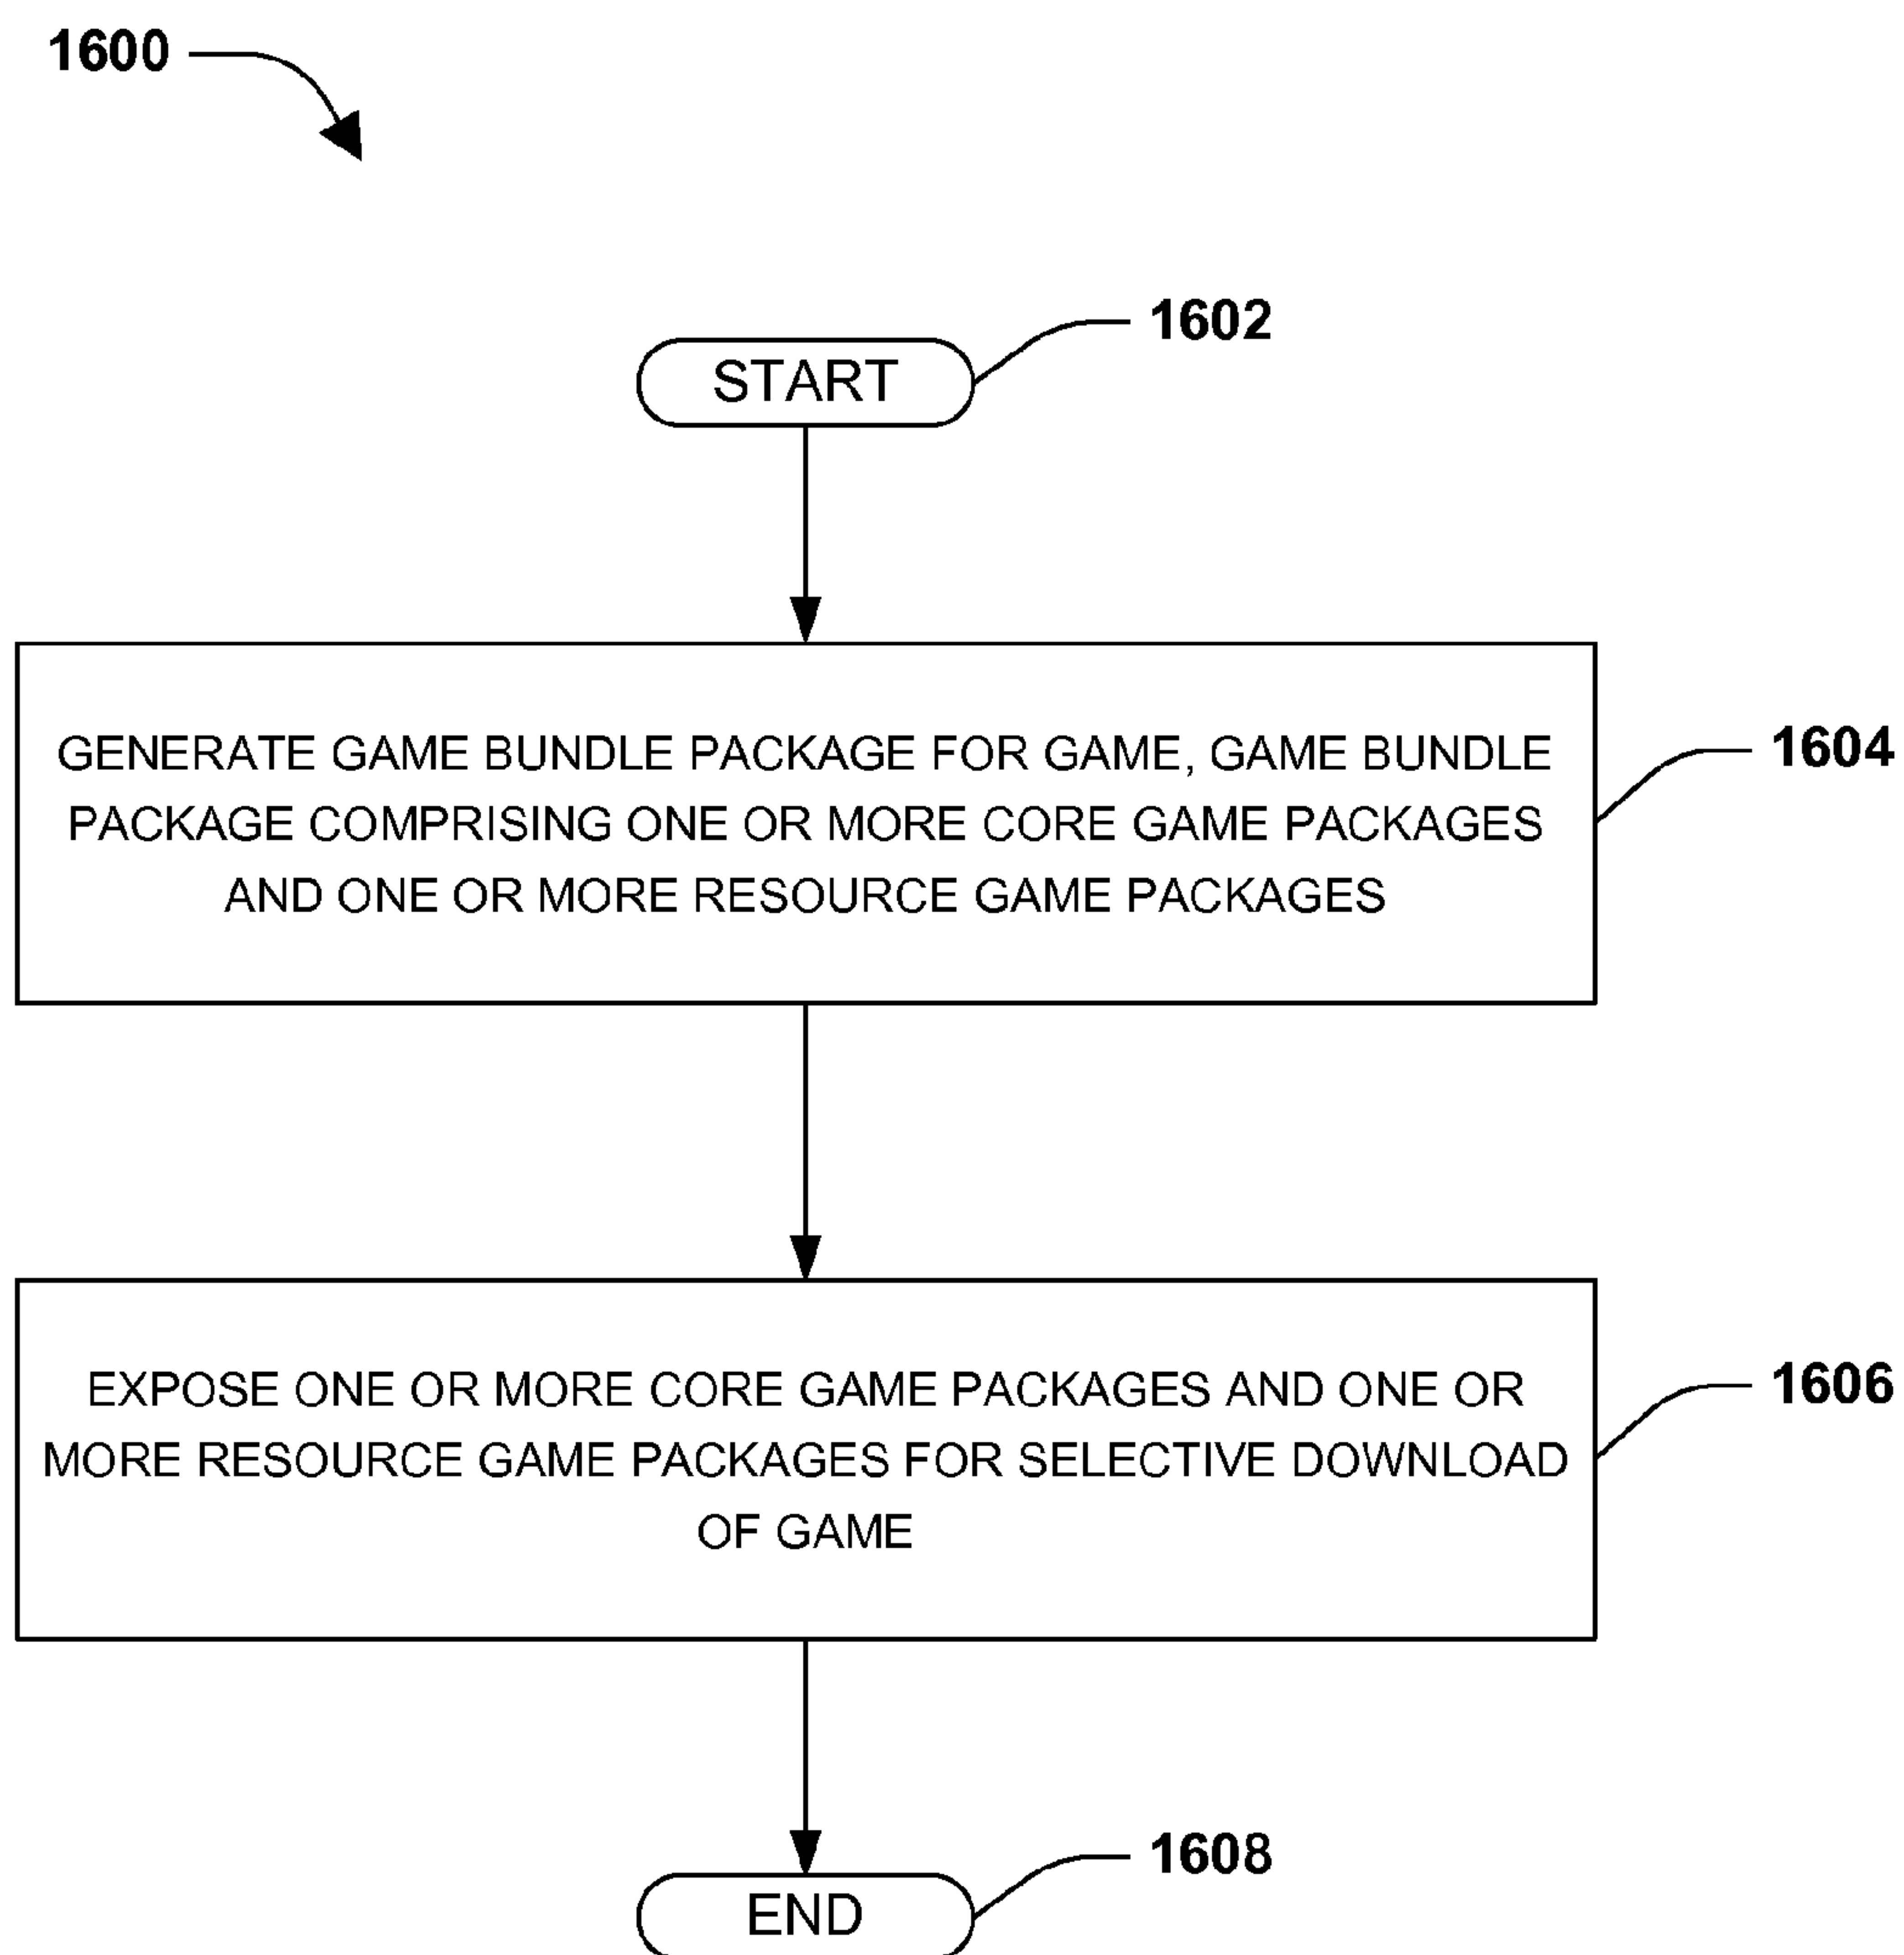 1600
1602
START
1604
GENERATE GAME BUNDLE PACKAGE FOR GAME, GAME BUNDLE
PACKAGE COMPRISING ONE OR MORE CORE GAME PACKAGES
AND ONE OR MORE RESOURCE GAME PACKAGES
1606
EXPOSE ONE OR MORE CORE GAME PACKAGES AND ONE OR
MORE RESOURCE GAME PACKAGES FOR SELECTIVE DOWNLOAD
OF GAME
1608
END